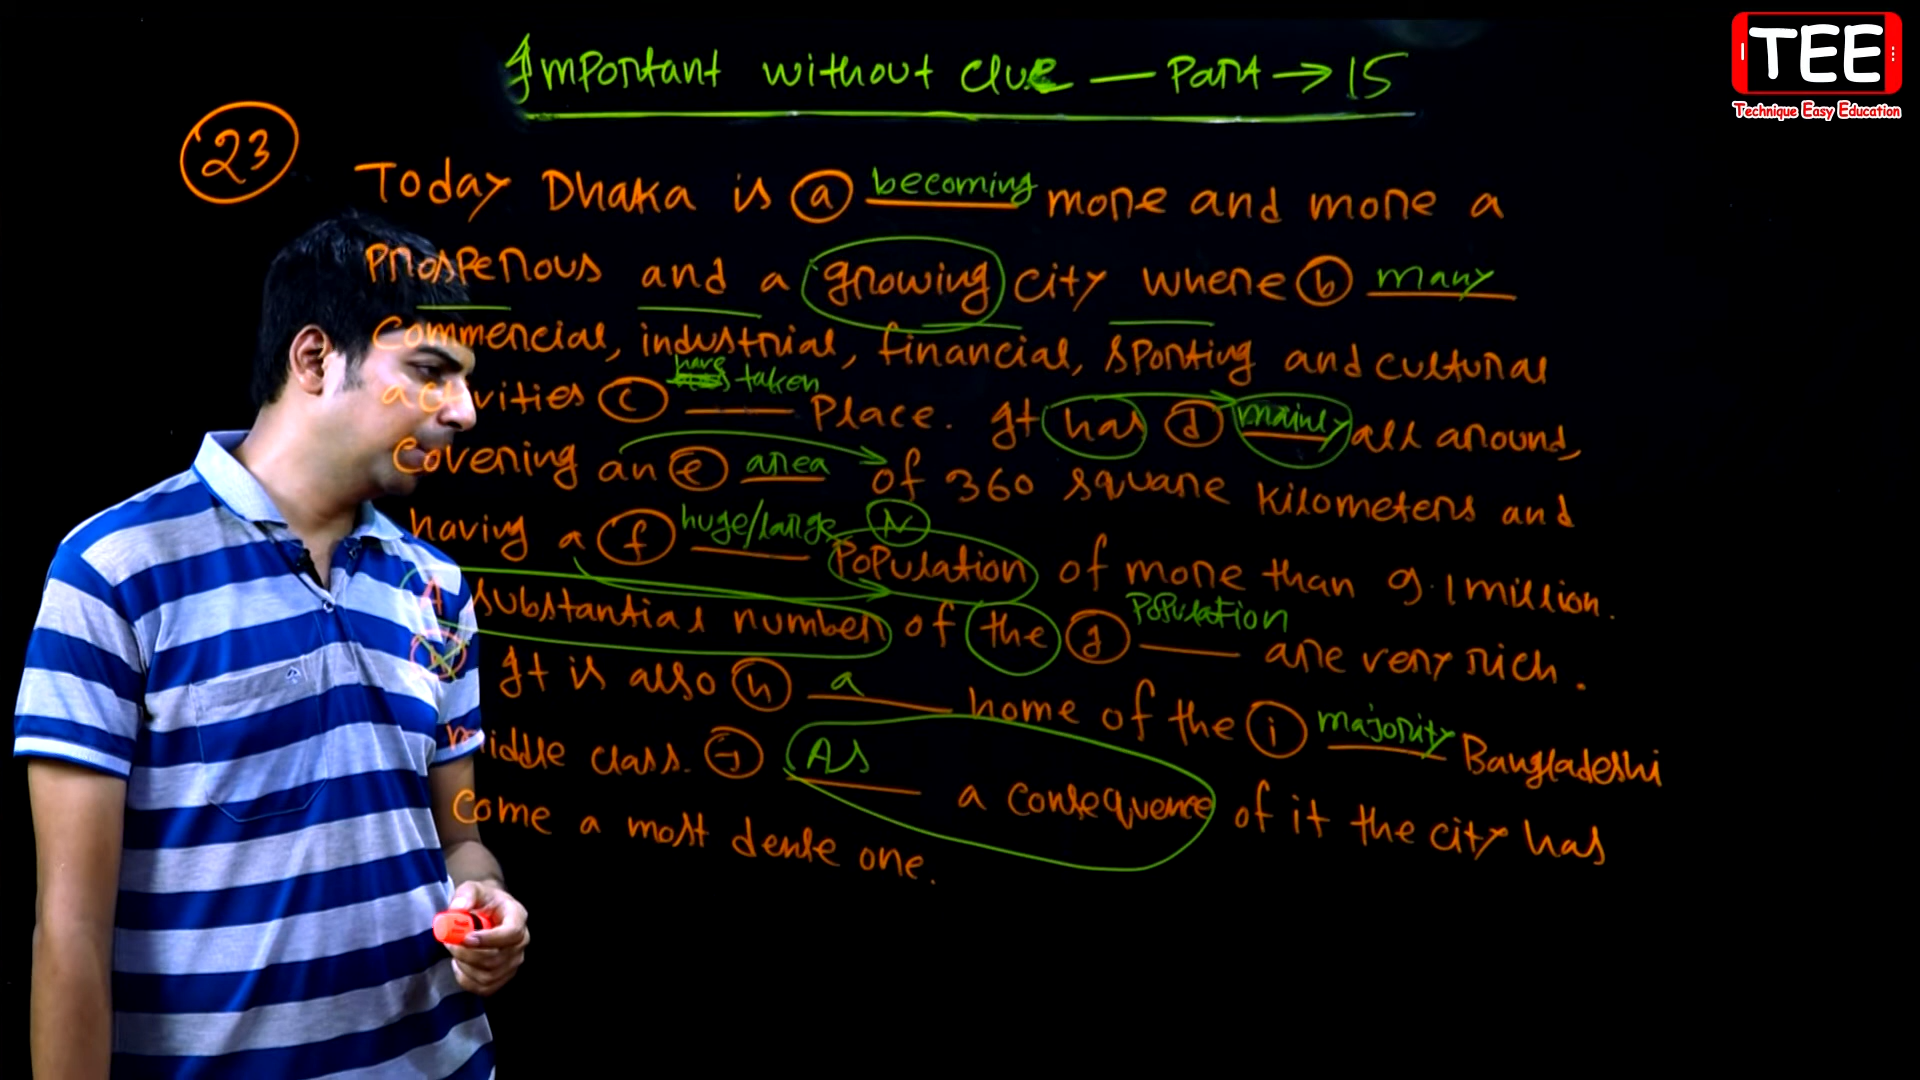 Important without clue — Part → 15
TEE
Technique Easy Education
23
Today Dhaka is (a) becoming more and more a
prosperous and a growing city where (b) many
commercial, industrial, financial, sporting and cultural
activities (c) have taken place. It has (d) mainly all around,
covering an (e) area of 360 square kilometers and
having a (f) huge/large population of more than 9.1 million.
N
A substantial number of the (g) population are very rich.
It is also (h) a home of the (i) majority Bangladeshi
middle class. (j) As a consequence of it the city has
come a most dense one.